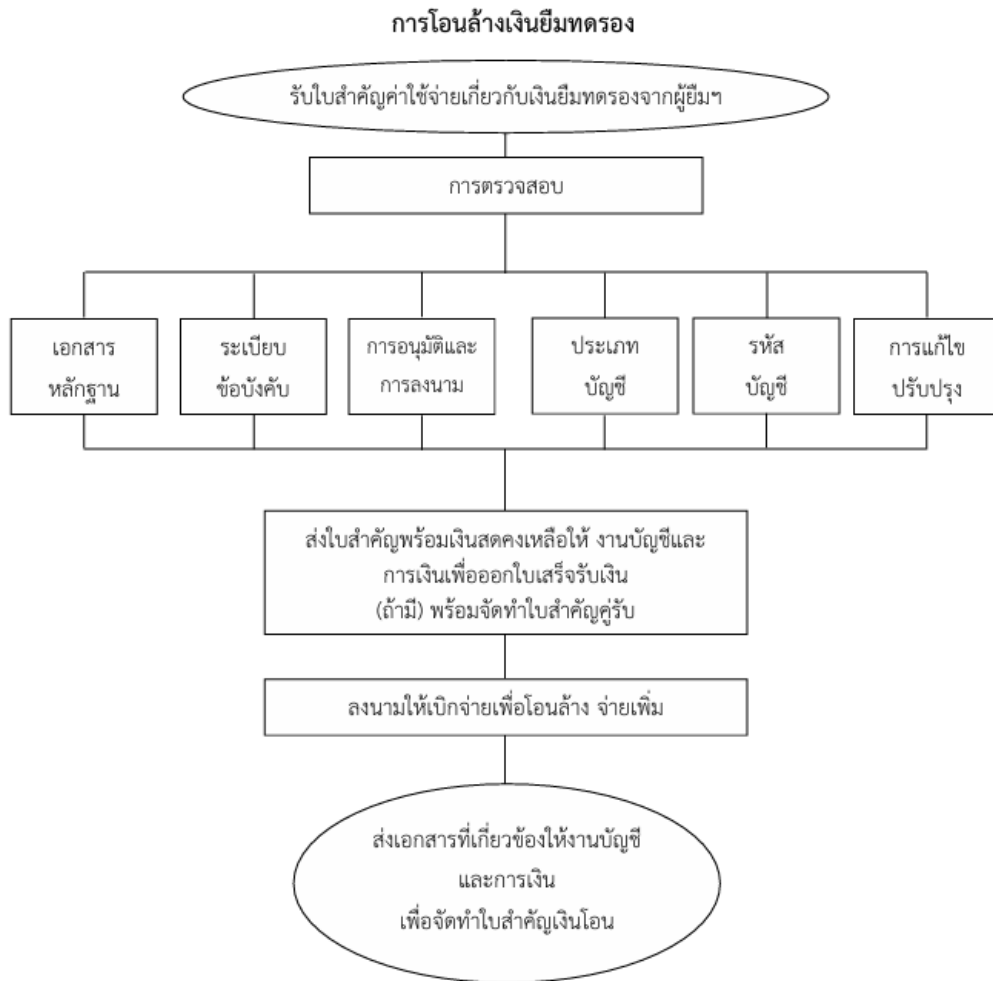 การโอนล้างเงินยืมทดรอง
รับใบสำคัญค่าใช้จ่ายเกี่ยวกับเงินยืมทดรองจากผู้ยืมฯ
การตรวจสอบ
เอกสาร
หลักฐาน
ระเบียบ
ข้อบังคับ
การอนุมัติและ
การลงนาม
ประเภท
บัญชี
รหัส
บัญชี
การแก้ไข
ปรับปรุง
ส่งใบสำคัญพร้อมเงินสดคงเหลือให้ งานบัญชีและ
การเงินเพื่อออกใบเสร็จรับเงิน
(ถ้ามี) พร้อมจัดทำใบสำคัญคู่รับ
ลงนามให้เบิกจ่ายเพื่อโอนล้าง จ่ายเพิ่ม
ส่งเอกสารที่เกี่ยวข้องให้งานบัญชี
และการเงิน
เพื่อจัดทำใบสำคัญเงินโอน